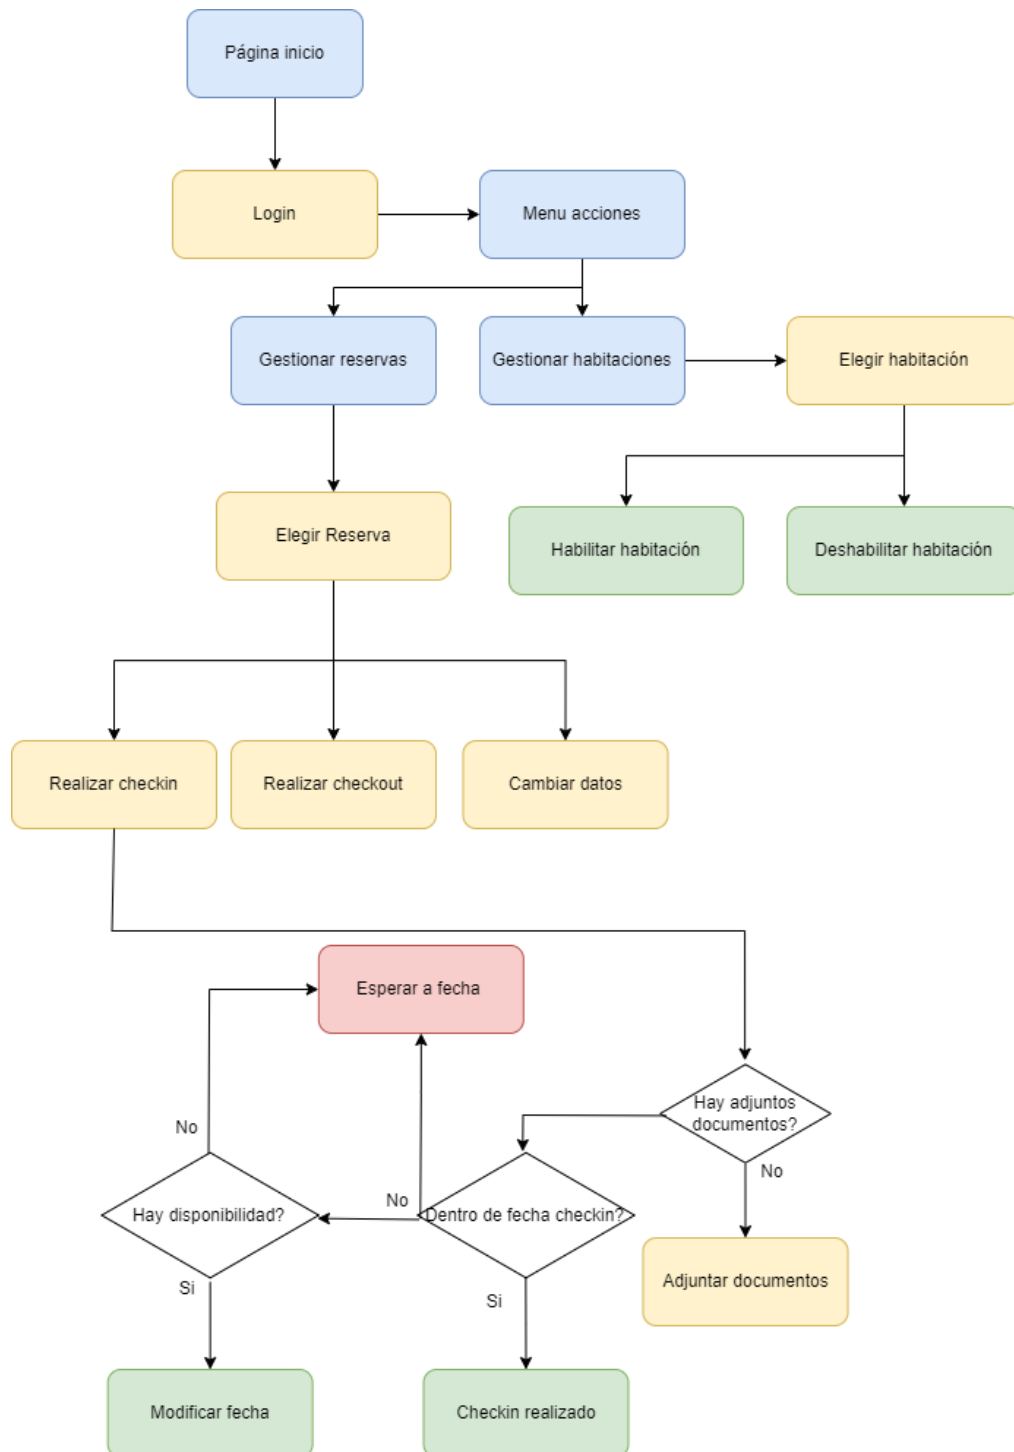 Página inicio
Login
Menu acciones
Gestionar reservas
Gestionar habitaciones
Elegir habitación
Elegir Reserva
Habilitar habitación
Deshabilitar habitación
Realizar checkin
Realizar checkout
Cambiar datos
Esperar a fecha
Hay adjuntos
documentos?
No
No
No
Hay disponibilidad?
Dentro de fecha checkin?
Adjuntar documentos
Si
Si
Modificar fecha
Checkin realizado